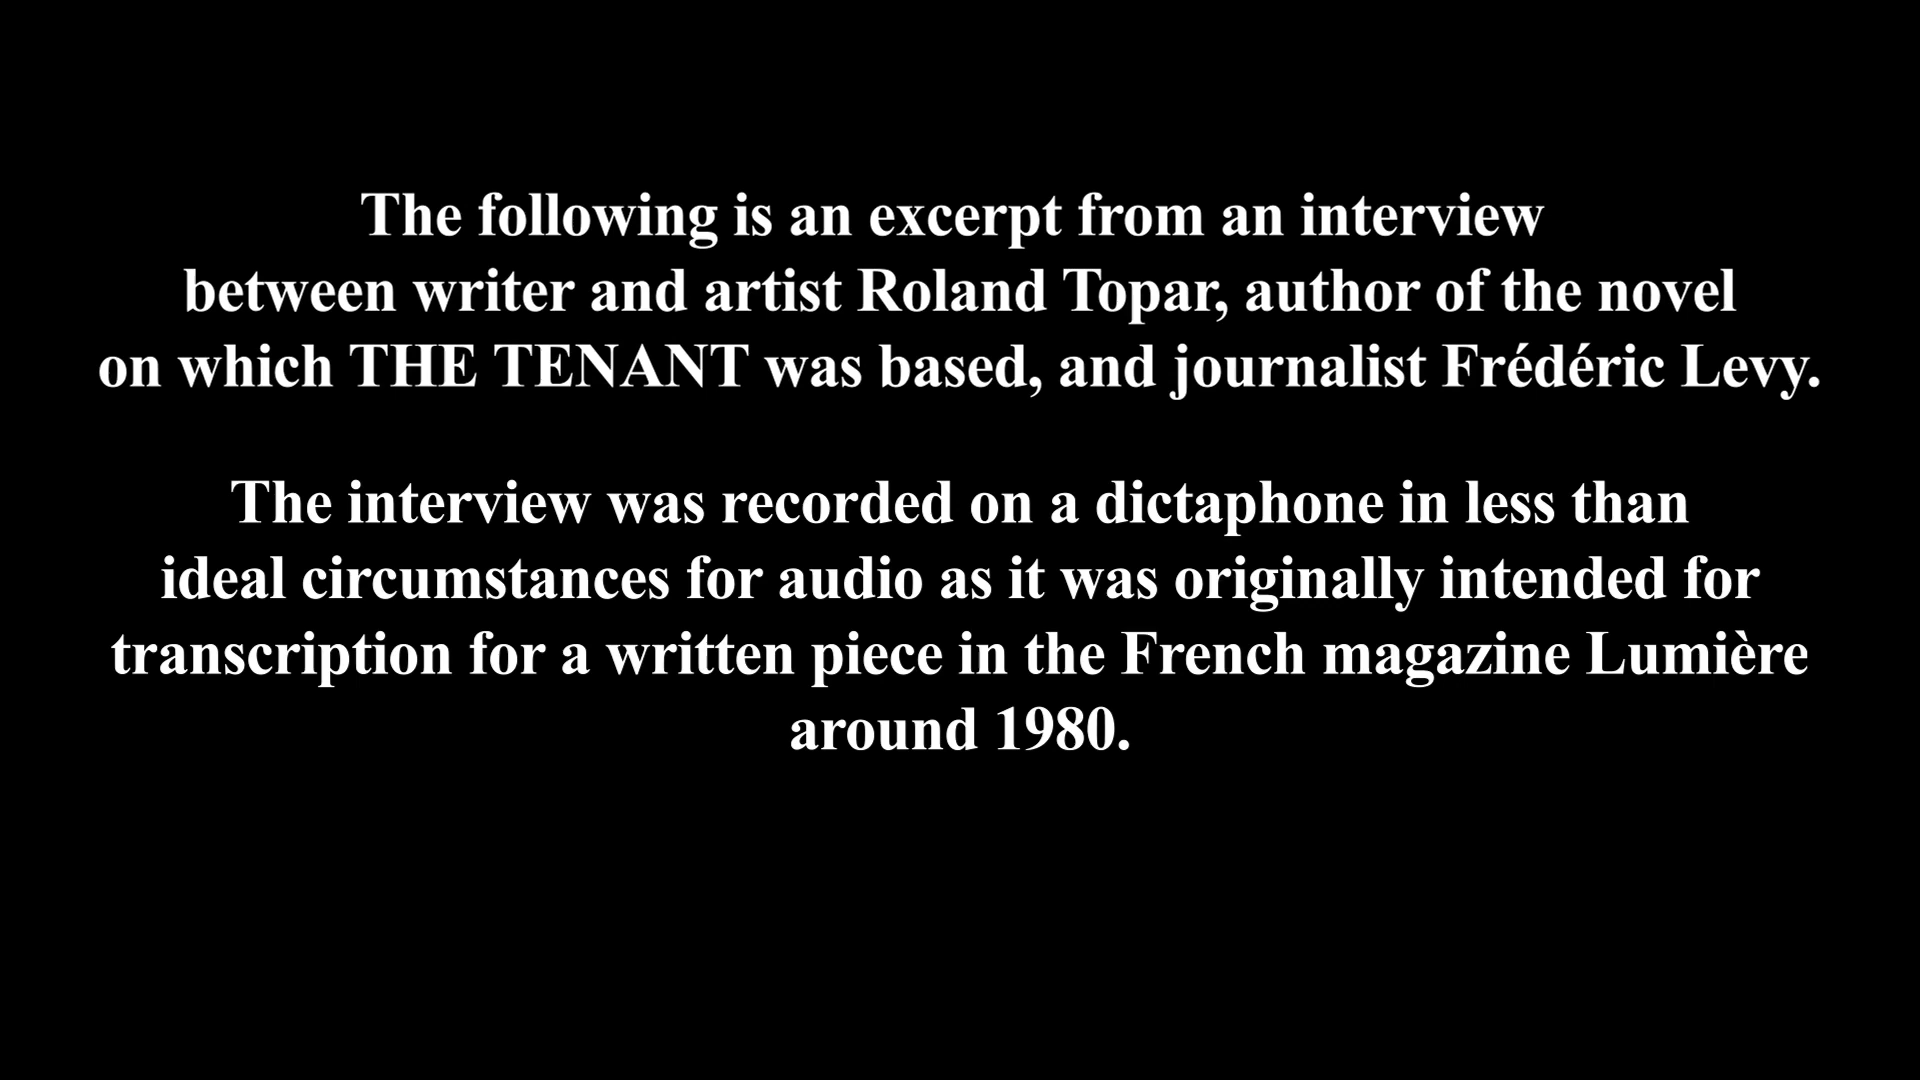 The following is an excerpt from an interview
between writer and artist Roland Topar, author of the novel
on which THE TENANT was based, and journalist Frédéric Levy.
The interview was recorded on a dictaphone in less than
ideal circumstances for audio as it was originally intended for
transcription for a written piece in the French magazine Lumière
around 1980.